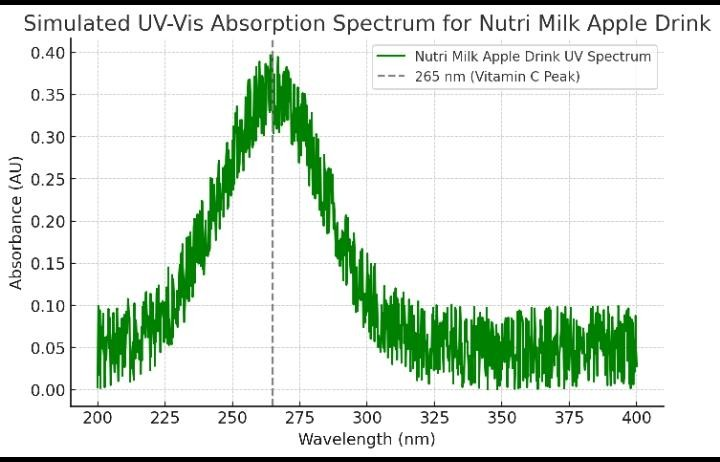 Simulated UV-Vis Absorption Spectrum for Nutri Milk Apple Drink
Nutri Milk Apple Drink UV Spectrum
265 nm (Vitamin C Peak)
Absorbance (AU)
0.40
0.35
0.30
0.25
0.20
0.15
0.10
0.05
0.00
200 225 250 275 300 325 350 375 400
Wavelength (nm)